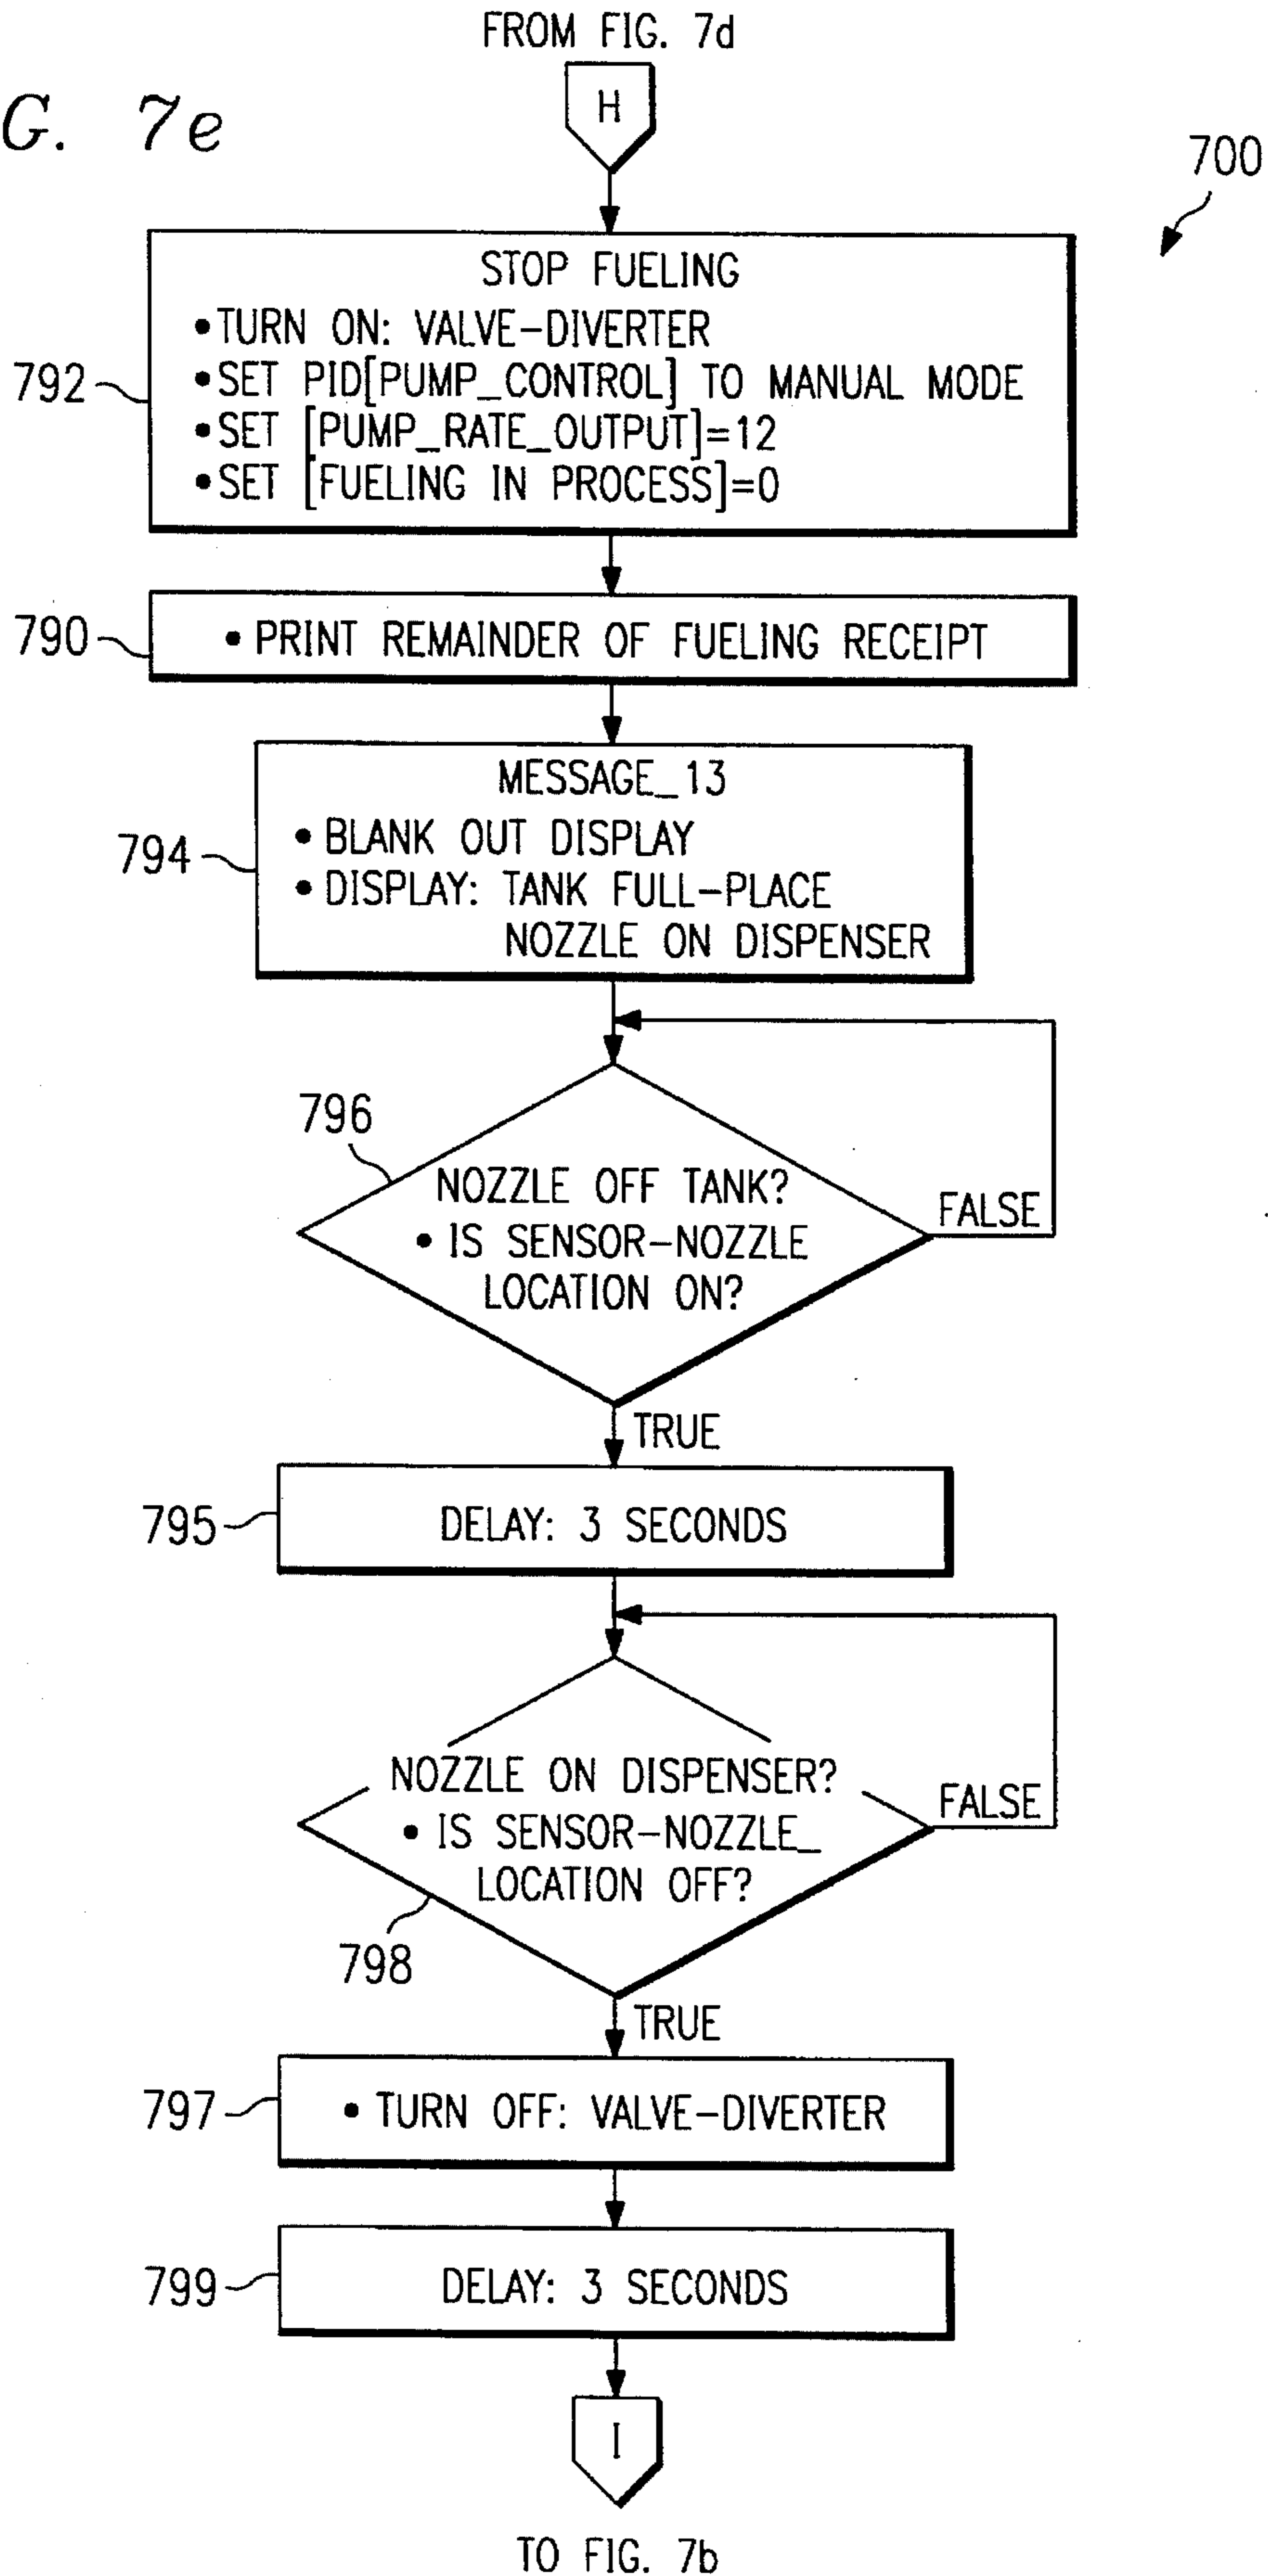 FROM FIG. 7d
H
G. 7e
700
STOP FUELING
•TURN ON: VALVE-DIVERTER
•SET PID[PUMP_CONTROL] TO MANUAL MODE
•SET [PUMP_RATE_OUTPUT]=12
•SET [FUELING IN PROCESS]=0
792
790
• PRINT REMAINDER OF FUELING RECEIPT
MESSAGE_13
• BLANK OUT DISPLAY
• DISPLAY: TANK FULL-PLACE
NOZZLE ON DISPENSER
794
796
NOZZLE OFF TANK?
• IS SENSOR-NOZZLE
LOCATION ON?
FALSE
TRUE
795
DELAY: 3 SECONDS
NOZZLE ON DISPENSER?
• IS SENSOR-NOZZLE_
LOCATION OFF?
FALSE
798
TRUE
797
• TURN OFF: VALVE-DIVERTER
799
DELAY: 3 SECONDS
I
TO FIG. 7b